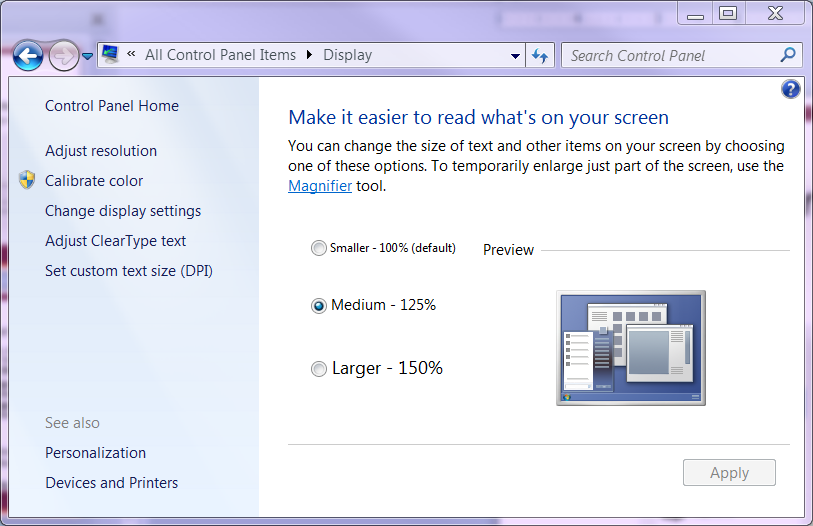 « All Control Panel Items Display
Search Control Panel
Control Panel Home
Adjust resolution
Calibrate color
Change display settings
Adjust ClearType text
Set custom text size (DPI)
See also
Personalization
Devices and Printers
?
Make it easier to read what's on your screen
You can change the size of text and other items on your screen by choosing
one of these options. To temporarily enlarge just part of the screen, use the
Magnifier tool.
Smaller - 100% (default)
Preview
Medium - 125%
Larger - 150%
Apply